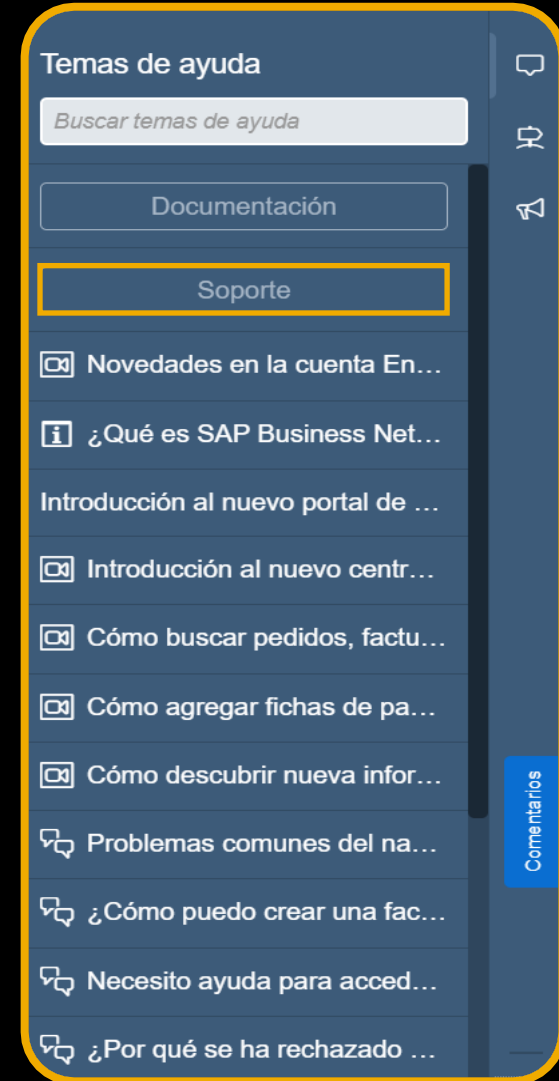 Temas de ayuda
Buscar temas de ayuda
Documentación
Soporte
Novedades en la cuenta En...
¿Qué es SAP Business Net...
Introducción al nuevo portal de ...
Introducción al nuevo centr...
Cómo buscar pedidos, factu...
Cómo agregar fichas de pa...
Cómo descubrir nueva infor...
Comentarios
Problemas comunes del na...
¿Cómo puedo crear una fac...
Necesito ayuda para acced...
¿Por qué se ha rechazado ...